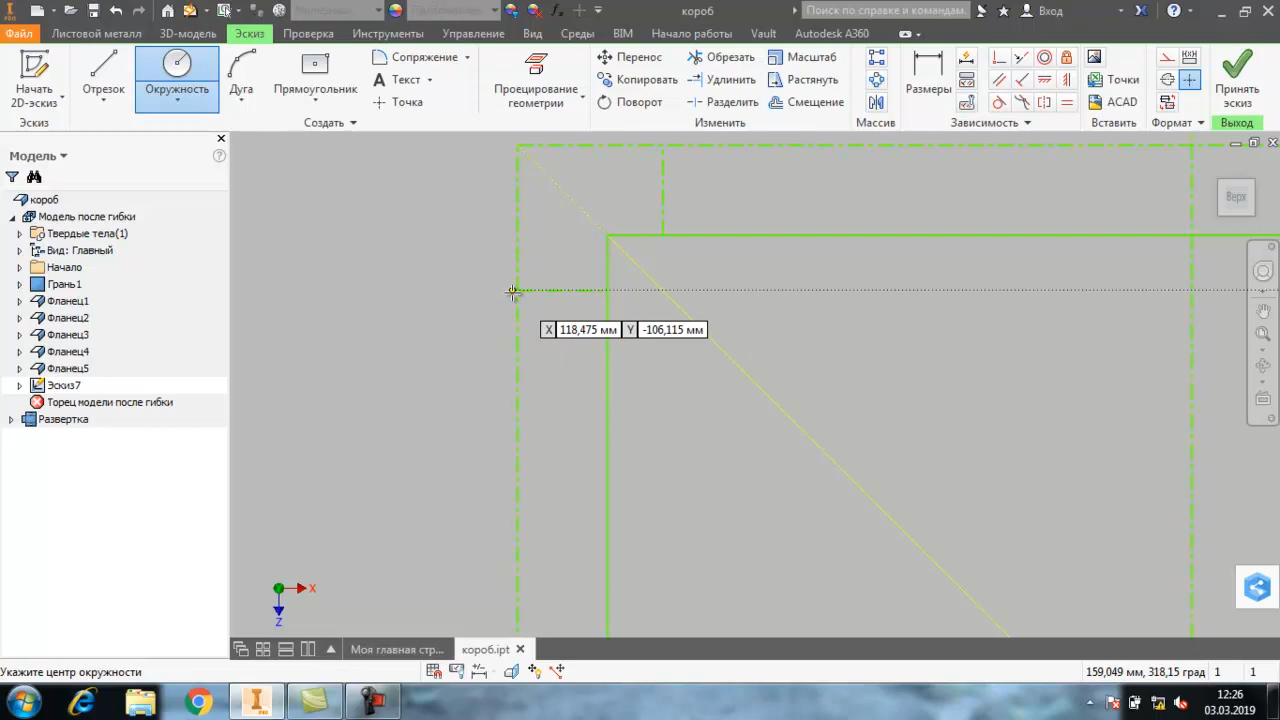 короб
Поиск по справке и командам.
Вход
Файл
Листовой металл
3D-модель
Эскиз
Проверка
Инструменты
Управление
Вид
Среды
BIM
Начало работы
Vault
Autodesk A360
Начать
2D-эскиз
Отрезок
Окружность
Дуга
Прямоугольник
Сопряжение
Текст
Точка
Проецирование
геометрии
Перенос
Копировать
Поворот
Обрезать
Удлинить
Разделить
Масштаб
Растянуть
Смещение
Размеры
Точки
ACAD
Принять
эскиз
Эскиз
Создать
Изменить
Массив
Зависимость
Вставить
Формат
Выход
Модель
короб
Модель после гибки
Твердые тела(1)
Вид: Главный
Начало
Грань1
Фланец1
Фланец2
Фланец3
Фланец4
Фланец5
Эскиз7
Торец модели после гибки
Развертка
Верх
X 118,475 мм Y -106,115 мм
X
Z
Моя главная стр...
короб.ipt
Укажите центр окружности
159,049 мм, 318,15 град 1 1
12:26
03.03.2019